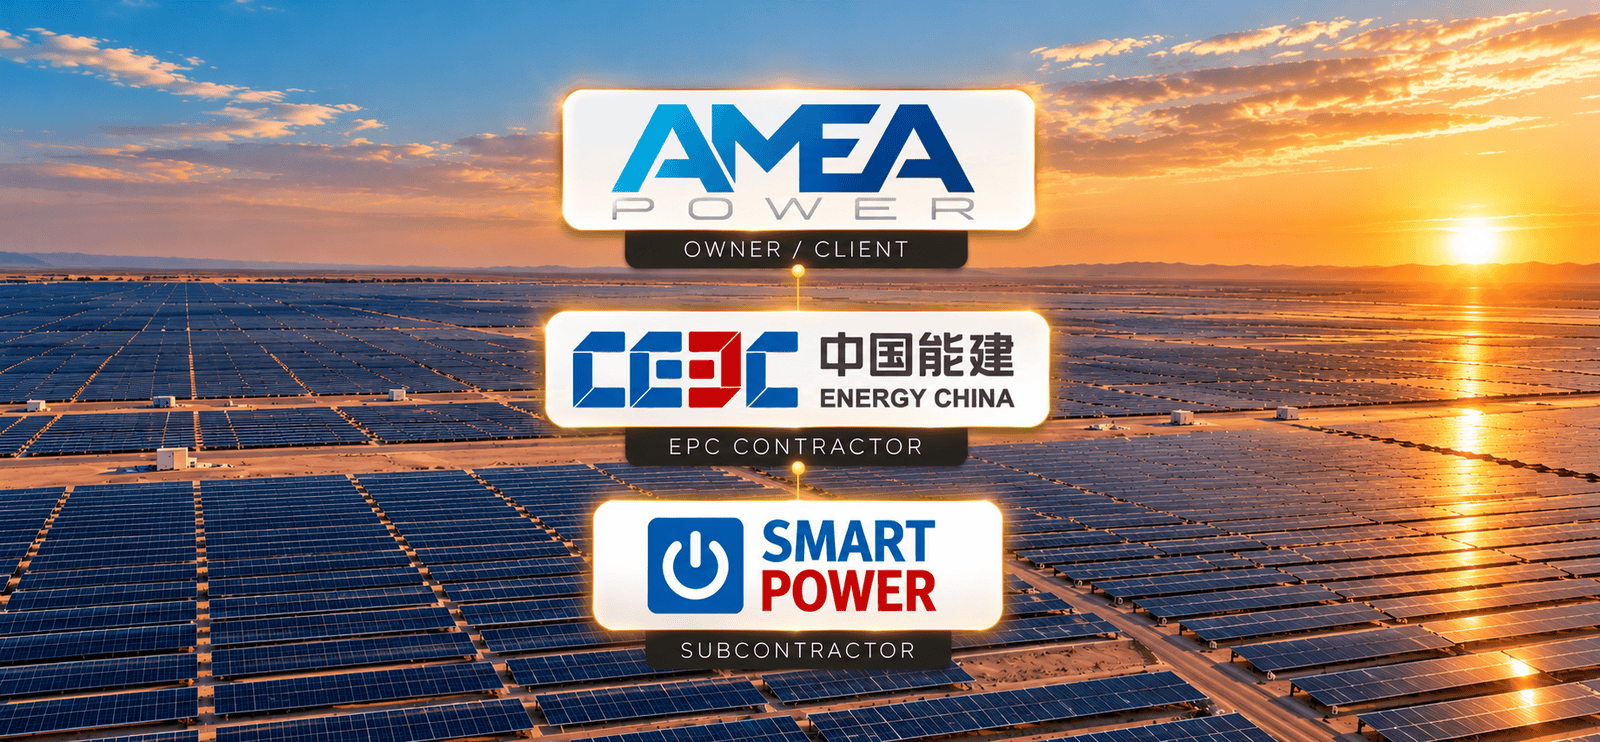 AMEA
POWER
OWNER / CLIENT
CEEC
中国能建
ENERGY CHINA
EPC CONTRACTOR
SMART
POWER
SUBCONTRACTOR